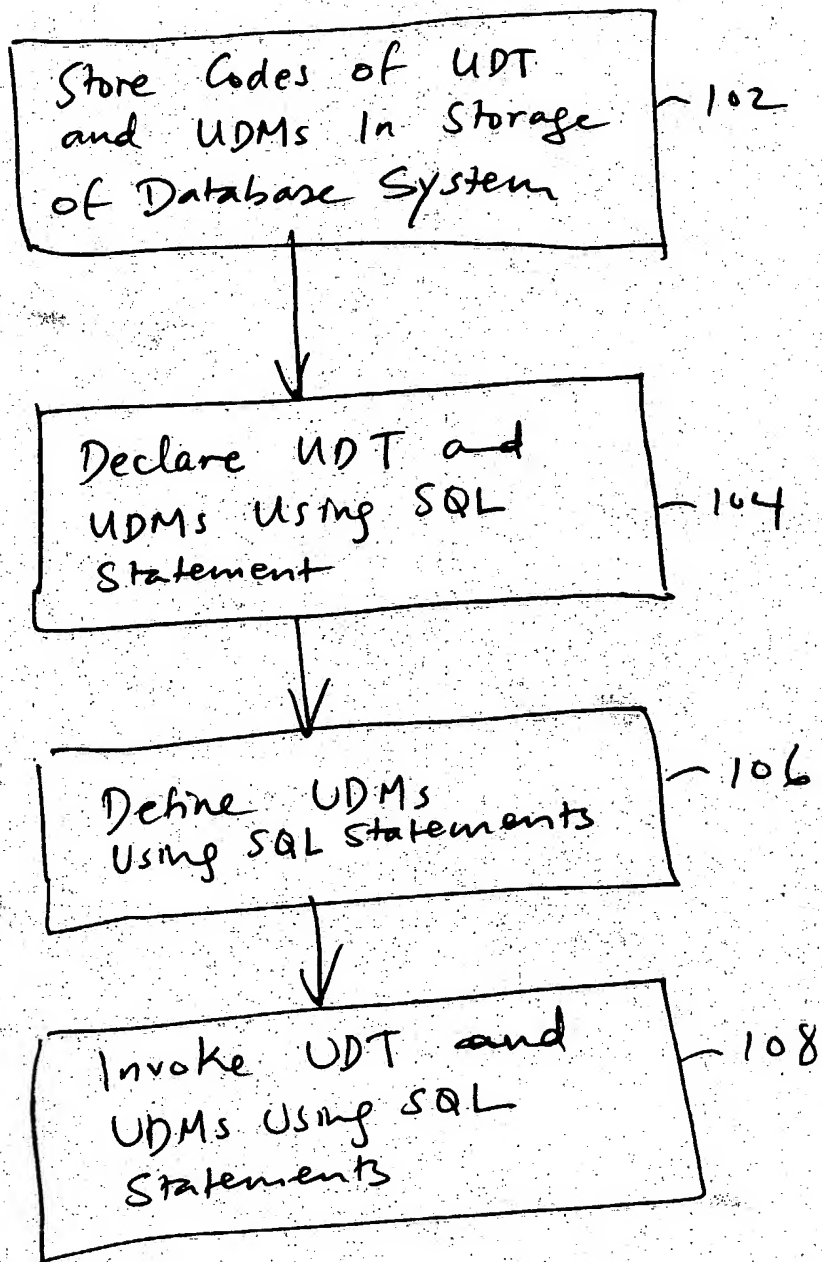 Store Codes of UDT
and UDMs In Storage
of Database System
102
Declare UDT and
UDMs Using SQL
Statement
104
Define UDMs
Using SQL Statements
106
Invoke UDT and
UDMs Using SQL
Statements
108